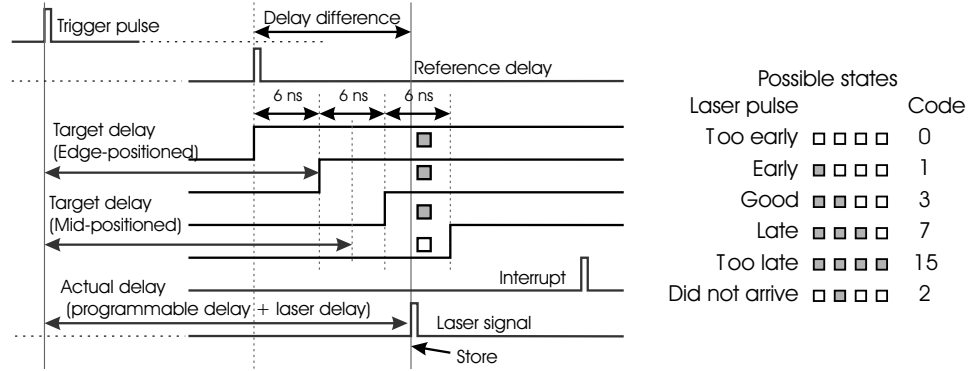 Trigger pulse
Delay difference
Reference delay
6 ns 6 ns 6 ns
Target delay
(Edge-positioned)
Target delay
(Mid-positioned)
Interrupt
Actual delay
(programmable delay + laser delay)
Laser signal
Store
Possible states
Laser pulse Code
Too early 0
Early 1
Good 3
Late 7
Too late 15
Did not arrive 2